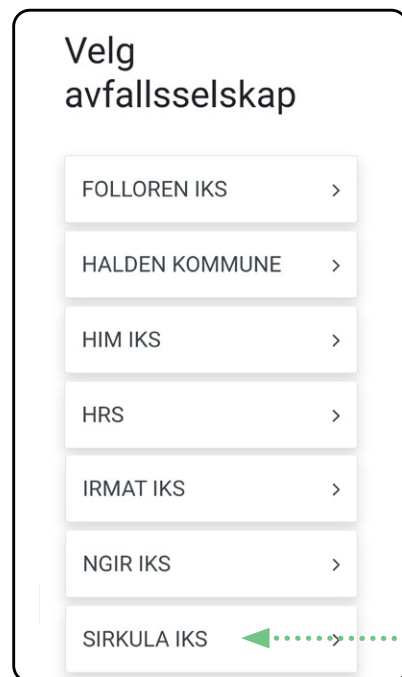 Velg
avfallsselskap
FOLLOREN IKS
HALDEN KOMMUNE
HIM IKS
HRS
IRMAT IKS
NGIR IKS
SIRKULA IKS